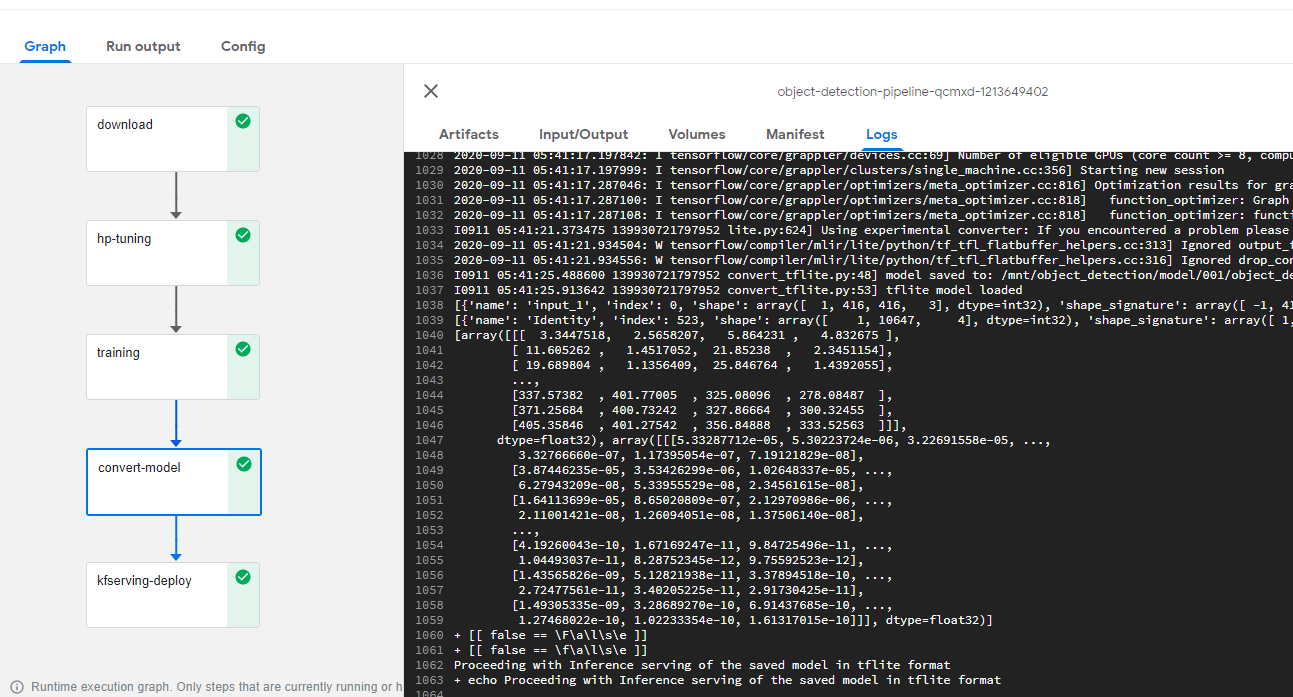 Graph Run output Config
download
hp-tuning
training
convert-model
kfserving-deploy
Runtime execution graph. Only steps that are currently running or h
object-detection-pipeline-qcmxd-1213649402
Artifacts Input/Output Volumes Manifest Logs
1028 2020-09-11 05:41:17.197842: I tensorflow/core/grappler/devices.cc:69] Number of eligible GPUs (core count >= 8, compu
1029 2020-09-11 05:41:17.197999: I tensorflow/core/grappler/clusters/single_machine.cc:356] Starting new session
1030 2020-09-11 05:41:17.287046: I tensorflow/core/grappler/optimizers/meta_optimizer.cc:816] Optimization results for gra
1031 2020-09-11 05:41:17.287100: I tensorflow/core/grappler/optimizers/meta_optimizer.cc:818]   function_optimizer: Graph
1032 2020-09-11 05:41:17.287108: I tensorflow/core/grappler/optimizers/meta_optimizer.cc:818]   function_optimizer: functi
1033 I0911 05:41:21.373475 139930721797952 lite.py:624] Using experimental converter: If you encountered a problem please
1034 2020-09-11 05:41:21.934504: W tensorflow/compiler/mlir/lite/python/tf_tfl_flatbuffer_helpers.cc:313] Ignored output_f
1035 2020-09-11 05:41:21.934556: W tensorflow/compiler/mlir/lite/python/tf_tfl_flatbuffer_helpers.cc:316] Ignored drop_con
1036 I0911 05:41:25.488600 139930721797952 convert_tflite.py:48] model saved to: /mnt/object_detection/model/001/object_de
1037 I0911 05:41:25.913642 139930721797952 convert_tflite.py:53] tflite model loaded
1038 [{'name': 'input_1', 'index': 0, 'shape': array([  1, 416, 416,   3], dtype=int32), 'shape_signature': array([ -1, 41
1039 [{'name': 'Identity', 'index': 523, 'shape': array([    1, 10647,     4], dtype=int32), 'shape_signature': array([ 1,
1040 [array([[[  3.3447518,   2.5658207,   5.864231 ,   4.832675 ],
1041         [ 11.605262 ,   1.4517052,  21.85238  ,   2.3451154],
1042         [ 19.689804 ,   1.1356409,  25.846764 ,   1.4392055],
1043         ...,
1044         [337.57382  , 401.77005  , 325.08096  , 278.08487  ],
1045         [371.25684  , 400.73242  , 327.86664  , 300.32455  ],
1046         [405.35846  , 401.27542  , 356.84888  , 333.52563  ]]],
1047       dtype=float32), array([[[5.33287712e-05, 5.30223724e-06, 3.22691558e-05, ...,
1048          3.32766660e-07, 1.17395054e-07, 7.19121829e-08],
1049         [3.87446235e-05, 3.53426299e-06, 1.02648337e-05, ...,
1050          6.27943209e-08, 5.33955529e-08, 2.34561615e-08],
1051         [1.64113699e-05, 8.65020809e-07, 2.12970986e-06, ...,
1052          2.11001421e-08, 1.26094051e-08, 1.37506140e-08],
1053         ...,
1054         [4.19260043e-10, 1.67169247e-11, 9.84725496e-11, ...,
1055          1.04493037e-11, 8.28752345e-12, 9.75592523e-12],
1056         [1.43565826e-09, 5.12821938e-11, 3.37894518e-10, ...,
1057          2.72477561e-11, 3.40205225e-11, 2.91730425e-11],
1058         [1.49305335e-09, 3.28689270e-10, 6.91437685e-10, ...,
1059          1.27468022e-10, 1.02233354e-10, 1.61317015e-10]]], dtype=float32)]
1060 + [[ false == \F\a\l\s\e ]]
1061 + [[ false == \f\a\l\s\e ]]
1062 Proceeding with Inference serving of the saved model in tflite format
1063 + echo Proceeding with Inference serving of the saved model in tflite format
1064